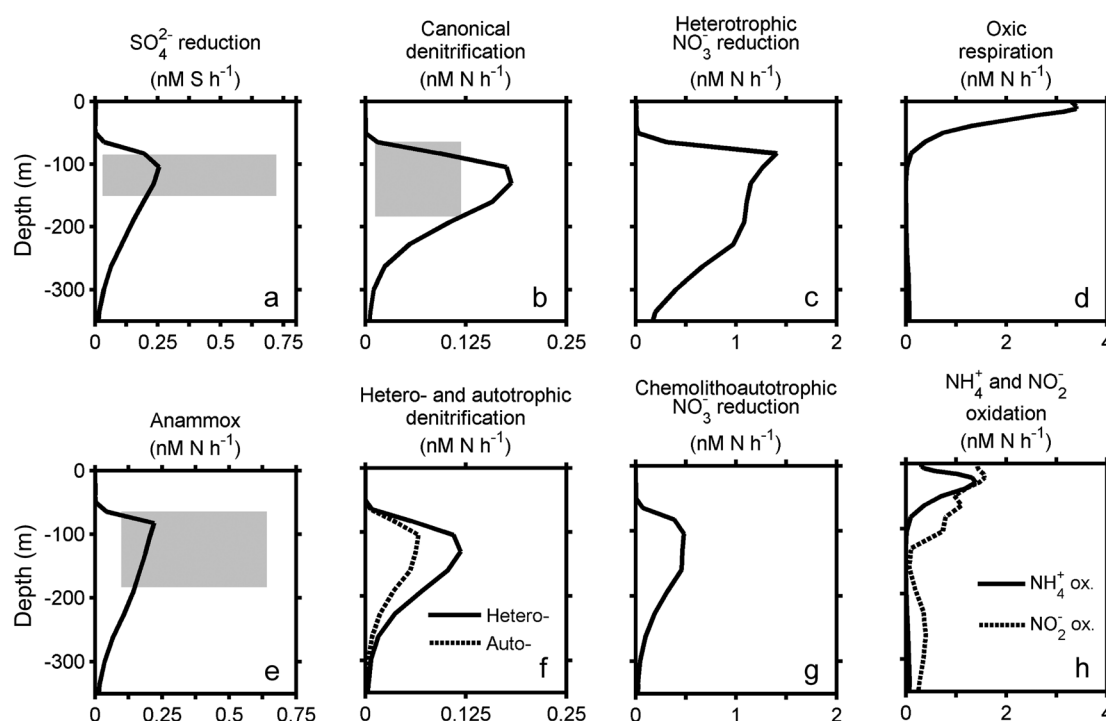 SO₄²⁻ reduction
(nM S h⁻¹)
Canonical
denitrification
(nM N h⁻¹)
Heterotrophic
NO₃⁻ reduction
(nM N h⁻¹)
Oxic
respiration
(nM N h⁻¹)
Depth (m)
0
-100
-200
-300
a
b
c
d
0 0.25 0.5 0.75
0 0.125 0.25
0 1 2
0 2 4
Anammox
(nM N h⁻¹)
Hetero- and autotrophic
denitrification
(nM N h⁻¹)
Chemolithoautotrophic
NO₃⁻ reduction
(nM N h⁻¹)
NH₄⁺ and NO₂⁻
oxidation
(nM N h⁻¹)
Depth (m)
0
-100
-200
-300
e
Hetero-
Auto-
f
g
NH₄⁺ ox.
NO₂⁻ ox.
h
0 0.25 0.5 0.75
0 0.125 0.25
0 1 2
0 2 4